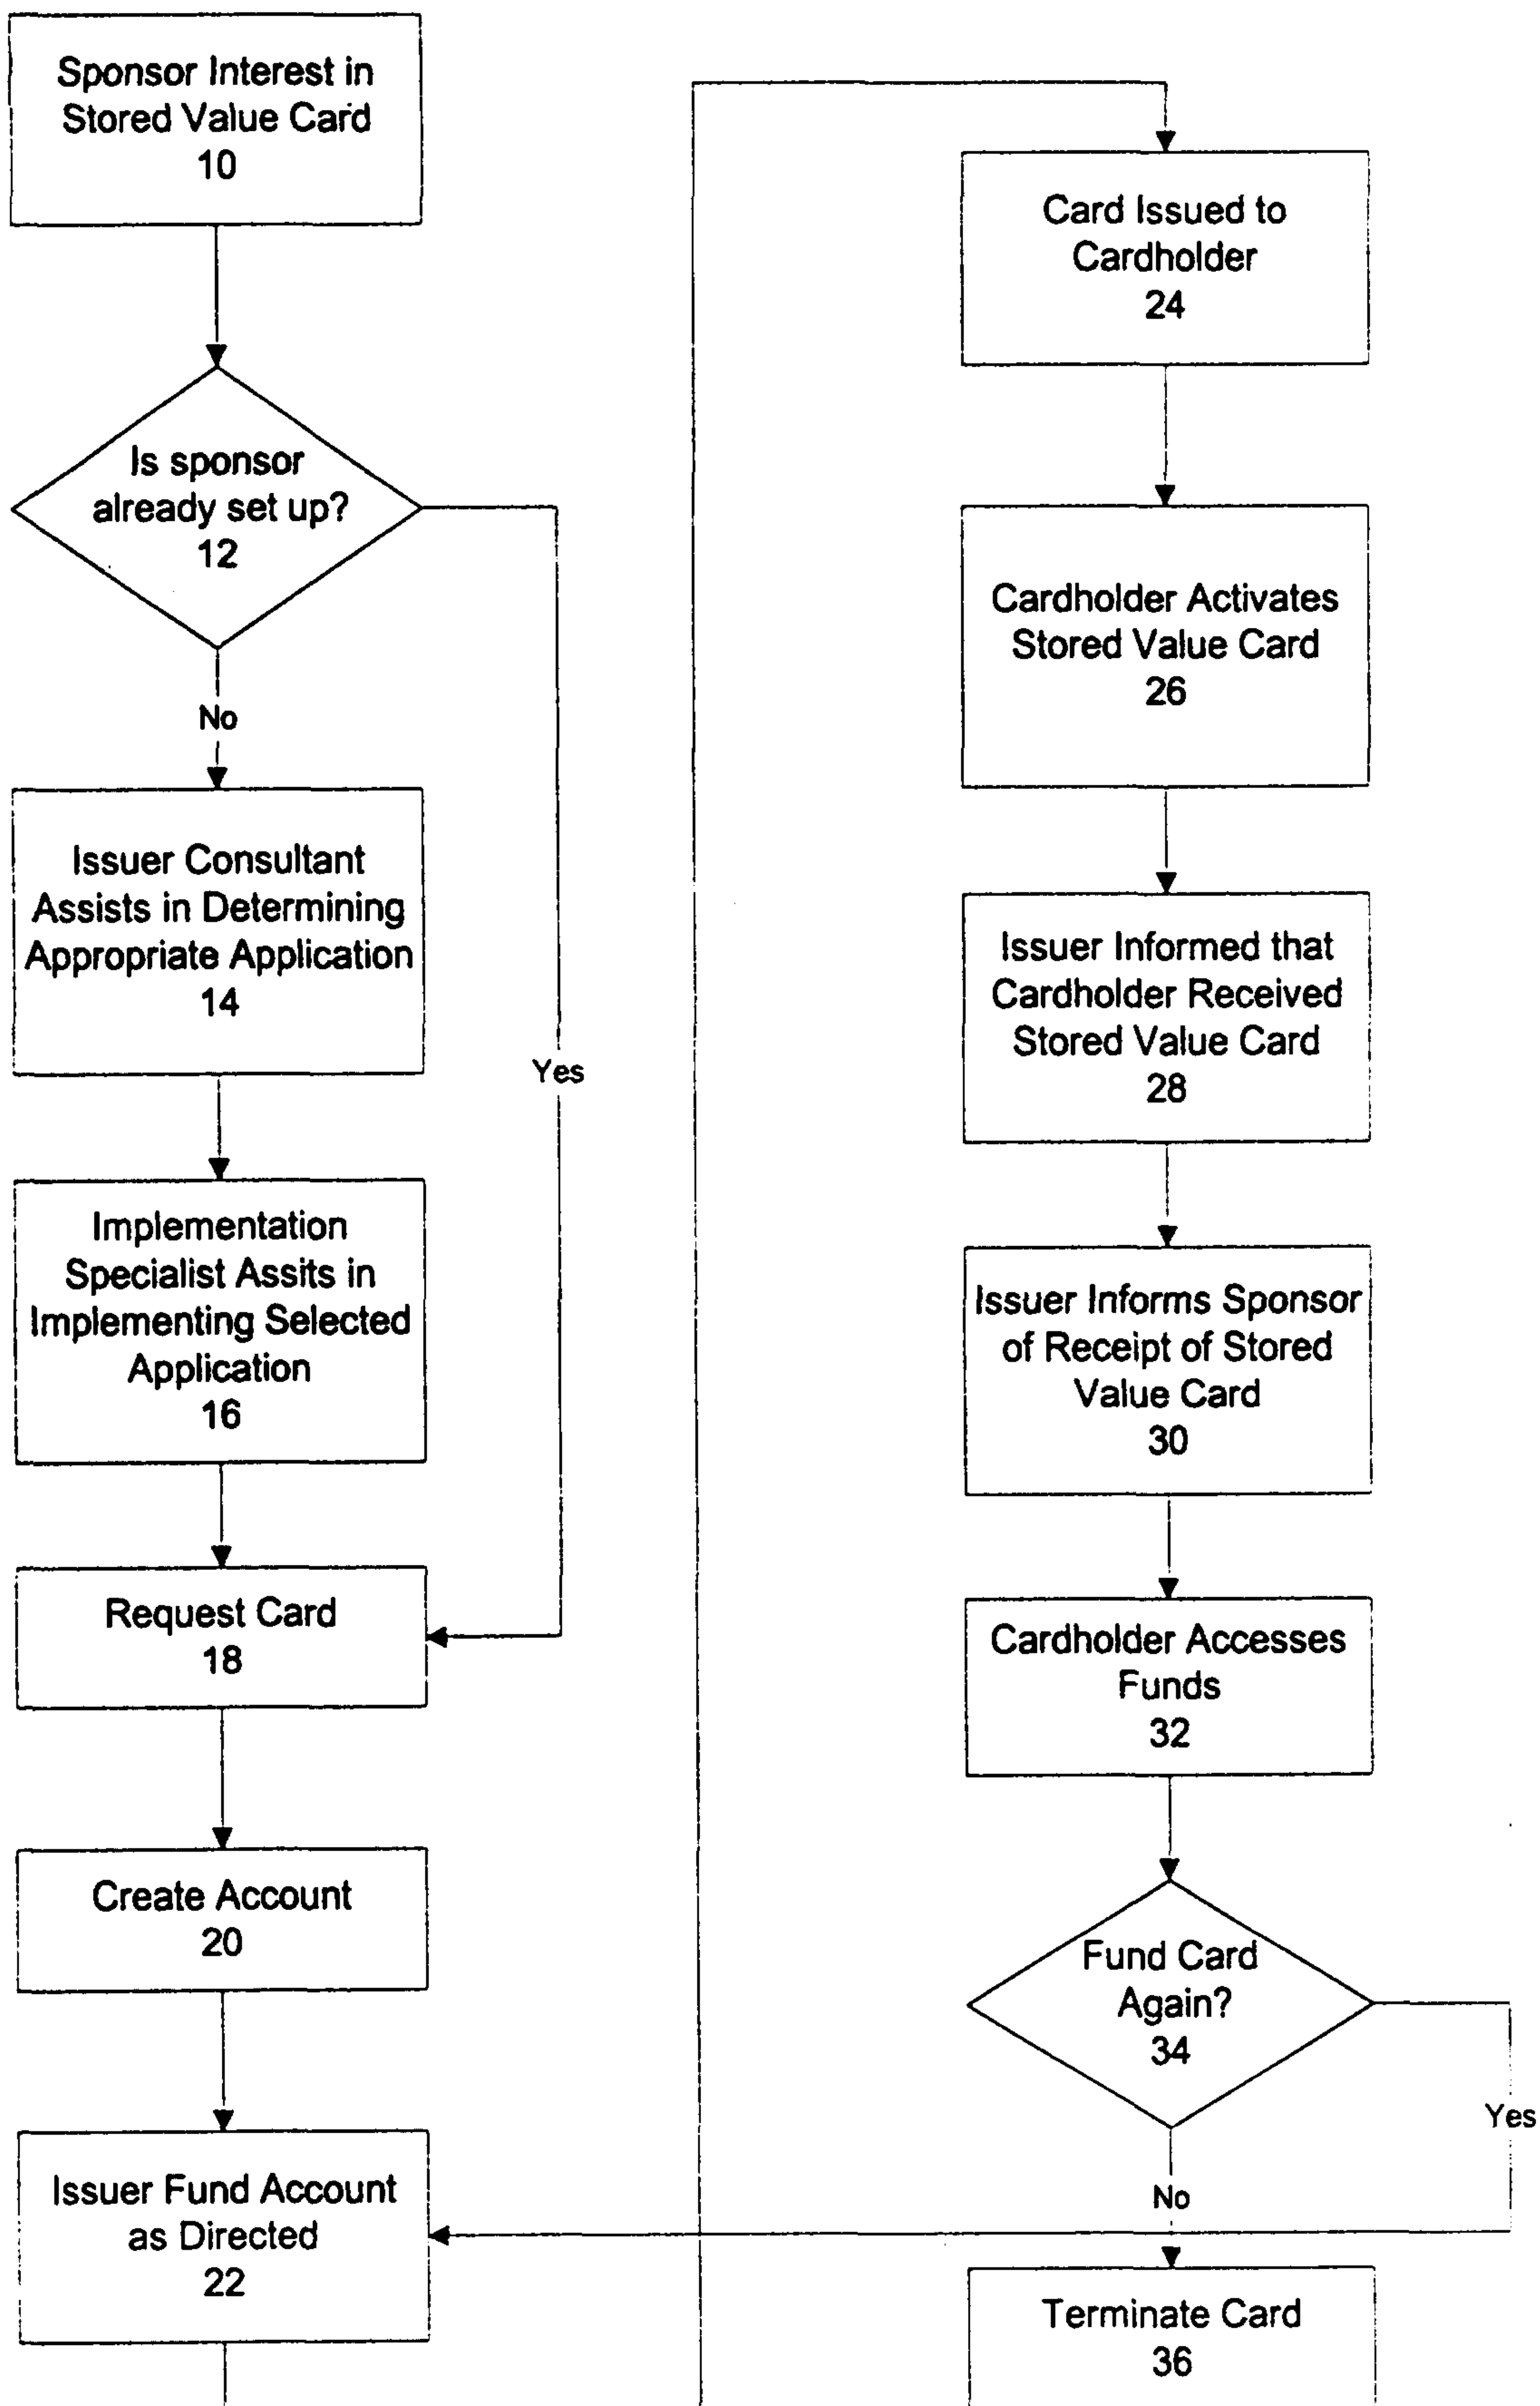 Sponsor Interest in
Stored Value Card
10
Is sponsor
already set up?
12
No
Yes
Issuer Consultant
Assists in Determining
Appropriate Application
14
Implementation
Specialist Assits in
Implementing Selected
Application
16
Request Card
18
Create Account
20
Issuer Fund Account
as Directed
22
Card Issued to
Cardholder
24
Cardholder Activates
Stored Value Card
26
Issuer Informed that
Cardholder Received
Stored Value Card
28
Issuer Informs Sponsor
of Receipt of Stored
Value Card
30
Cardholder Accesses
Funds
32
Fund Card
Again?
34
Yes
No
Terminate Card
36